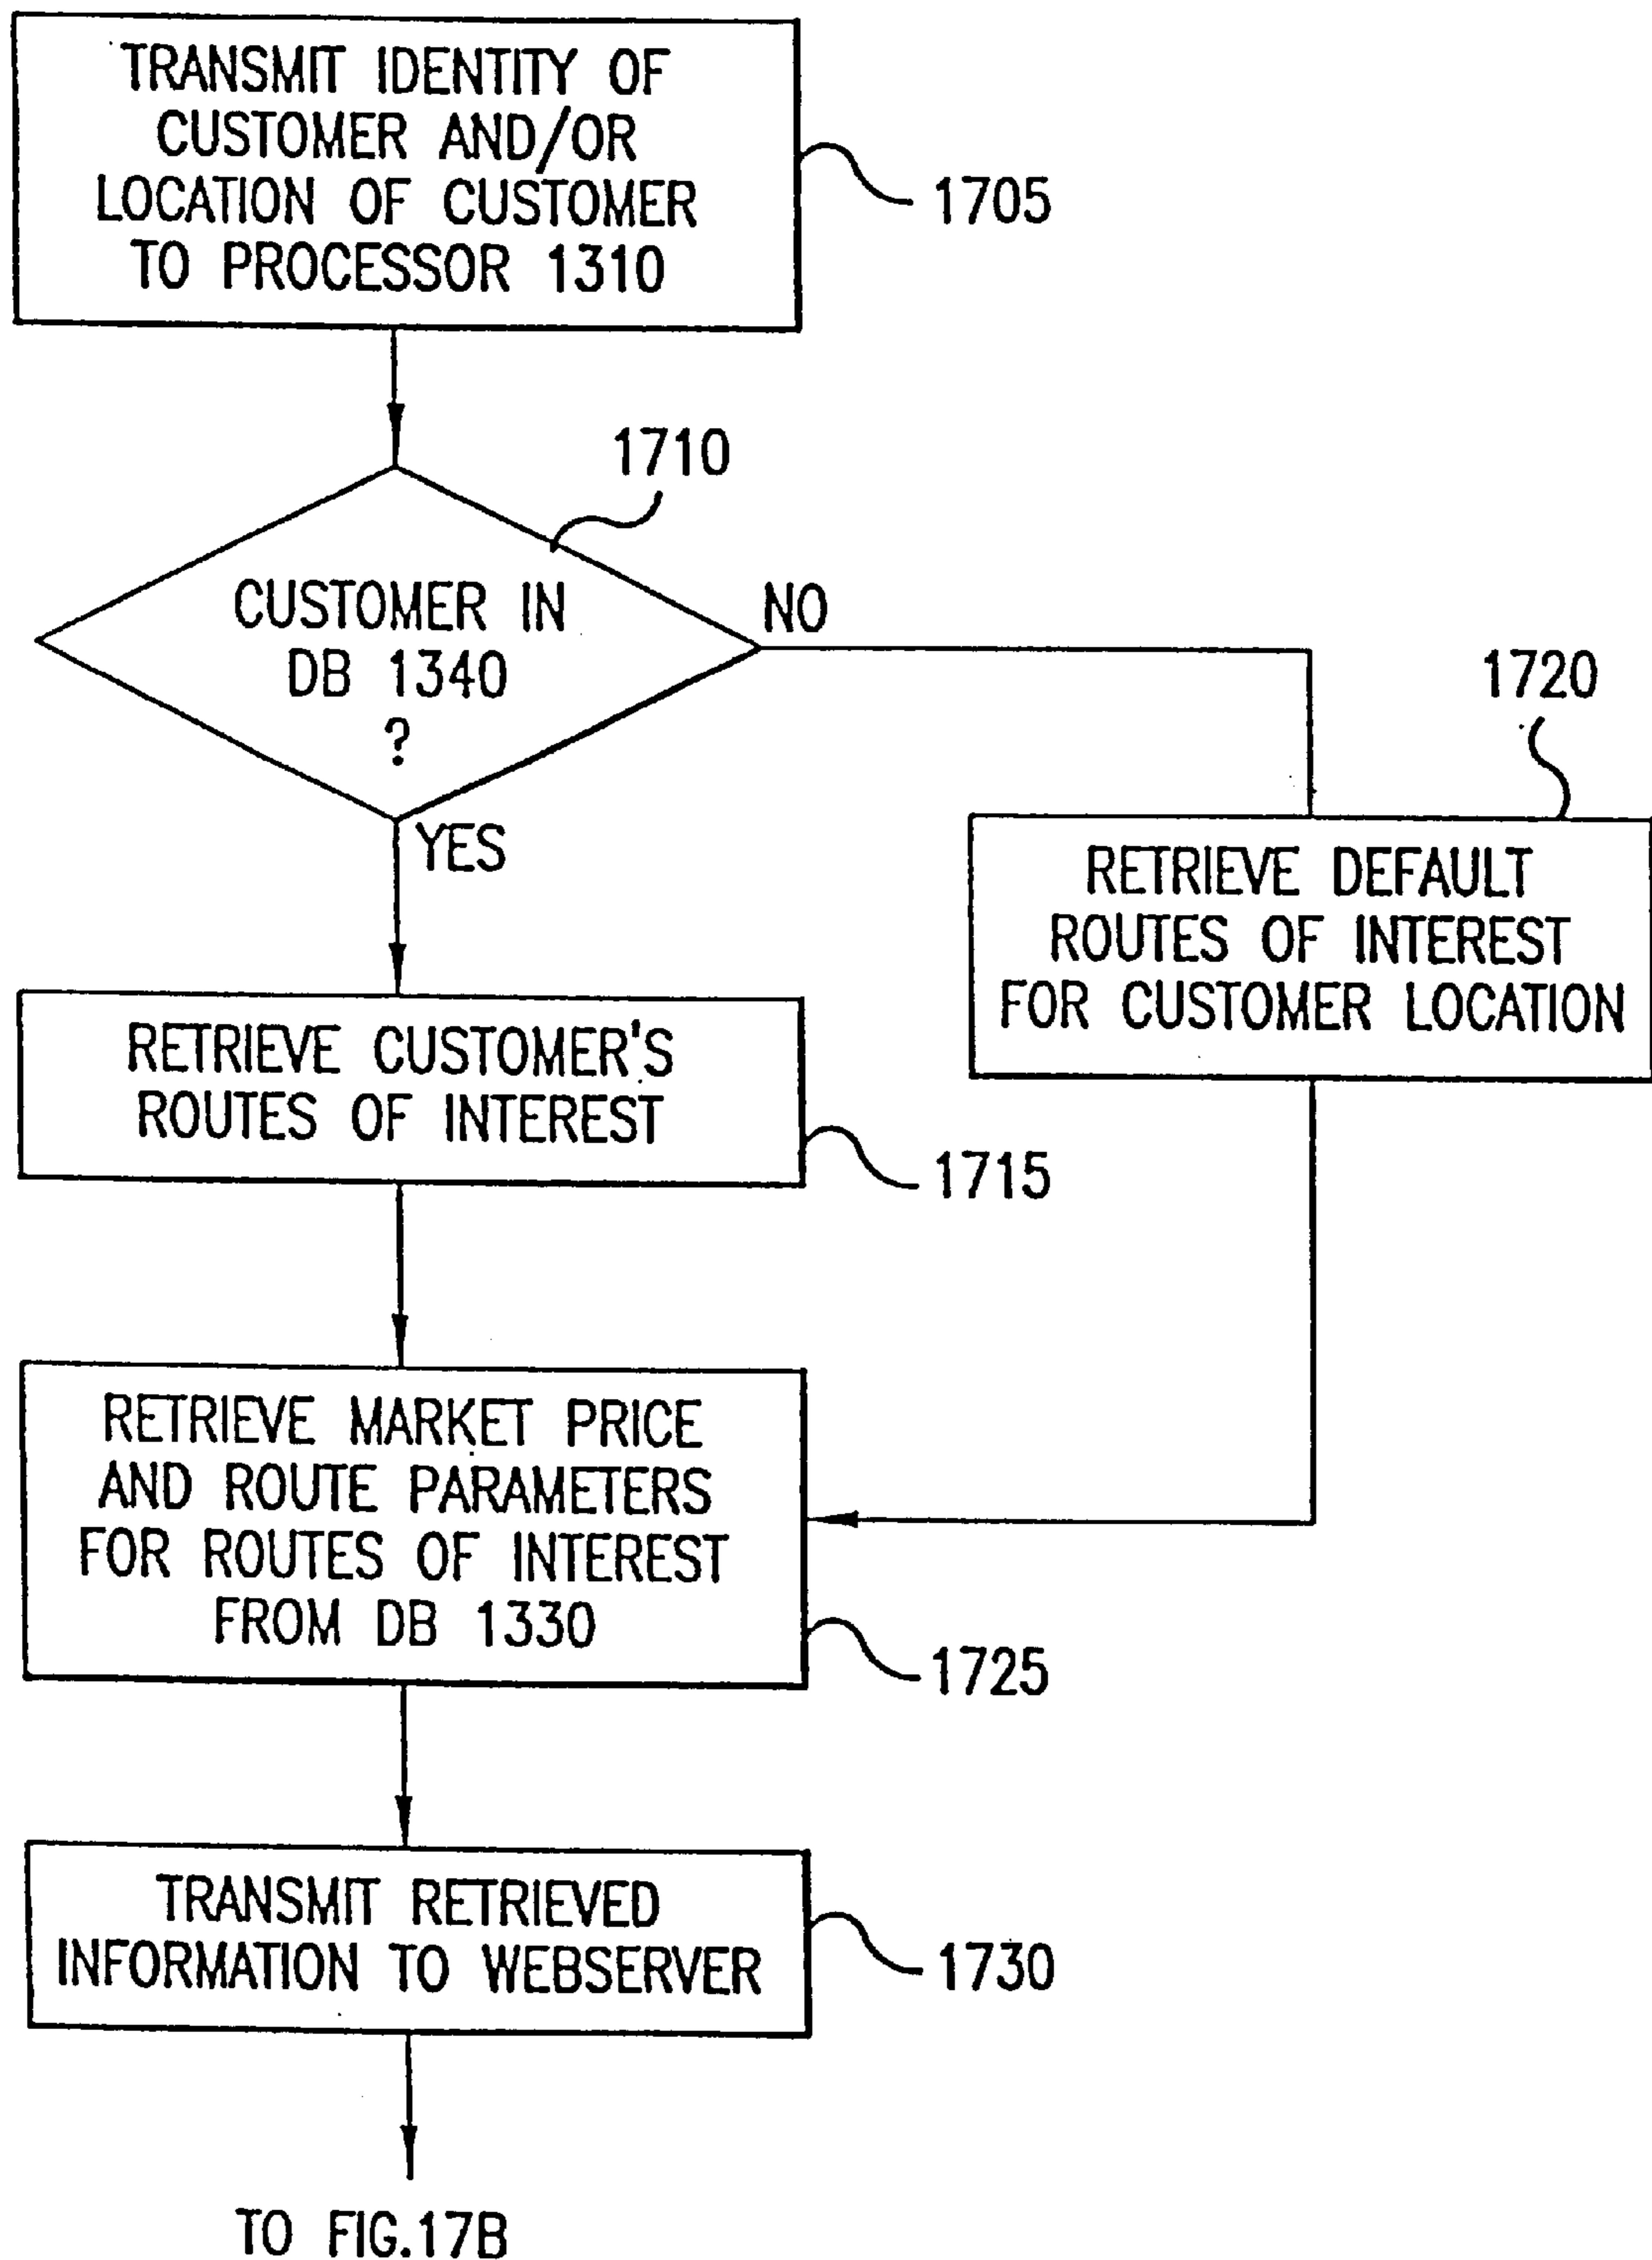 TRANSMIT IDENTITY OF
CUSTOMER AND/OR
LOCATION OF CUSTOMER
TO PROCESSOR 1310
1705
1710
CUSTOMER IN
DB 1340
?
NO
YES
1720
RETRIEVE DEFAULT
ROUTES OF INTEREST
FOR CUSTOMER LOCATION
RETRIEVE CUSTOMER'S
ROUTES OF INTEREST
1715
RETRIEVE MARKET PRICE
AND ROUTE PARAMETERS
FOR ROUTES OF INTEREST
FROM DB 1330
1725
TRANSMIT RETRIEVED
INFORMATION TO WEBSERVER
1730
TO FIG.17B